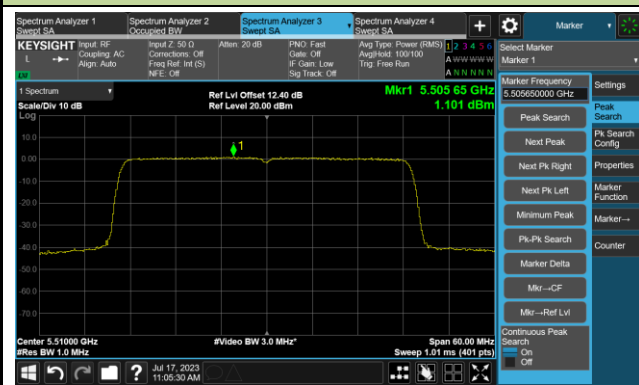 Spectrum Analyzer 1
Swept SA
Spectrum Analyzer 2
Occupied BW
Spectrum Analyzer 3
Swept SA
Spectrum Analyzer 4
Swept SA
+
Marker
KEYSIGHT
L
Input: RF
Coupling: AC
Align: Auto
Input Z: 50 Ω
Corrections: Off
Freq Ref: Int (S)
NFE: Off
Atten: 20 dB
PNO: Fast
Gate: Off
IF Gain: Low
Sig Track: Off
Avg Type: Power (RMS)
Avg|Hold: 100/100
Trig: Free Run
1 2 3 4 5 6
A W W W W W
A N N N N N
Select Marker
Marker 1
1 Spectrum
Scale/Div 10 dB
Log
Ref Lvl Offset 12.40 dB
Ref Level 20.00 dBm
Mkr1 5.505 65 GHz
1.101 dBm
1
10.0
0.00
-10.0
-20.0
-30.0
-40.0
-50.0
-60.0
-70.0
Center 5.51000 GHz
#Res BW 1.0 MHz
#Video BW 3.0 MHz*
Span 60.00 MHz
Sweep 1.01 ms (401 pts)
Marker Frequency
5.505650000 GHz
Peak Search
Next Peak
Next Pk Right
Next Pk Left
Minimum Peak
Pk-Pk Search
Marker Delta
Mkr→CF
Mkr→Ref Lvl
Continuous Peak
Search
On
Off
Settings
Peak
Search
Pk Search
Config
Properties
Marker
Function
Marker→
Counter
?
Jul 17, 2023
11:05:30 AM